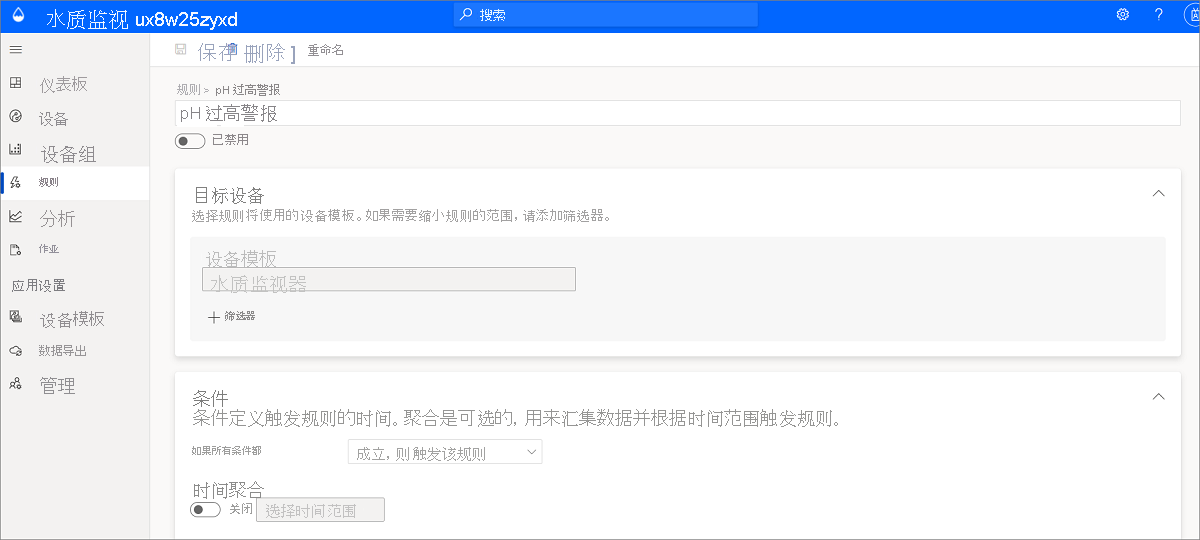 水质监视 ux8w25zyxd
搜索
保存 删除 ] 重命名
仪表板
设备
设备组
规则
分析
作业
应用设置
设备模板
数据导出
管理
规则 > pH 过高警报
pH 过高警报
已禁用
目标设备
选择规则将使用的设备模板。如果需要缩小规则的范围, 请添加筛选器。
设备模板
水质监视器
筛选器
条件
条件定义触发规则的时间。聚合是可选的, 用来汇集数据并根据时间范围触发规则。
如果所有条件都 成立, 则触发该规则
时间聚合
关闭 选择时间范围